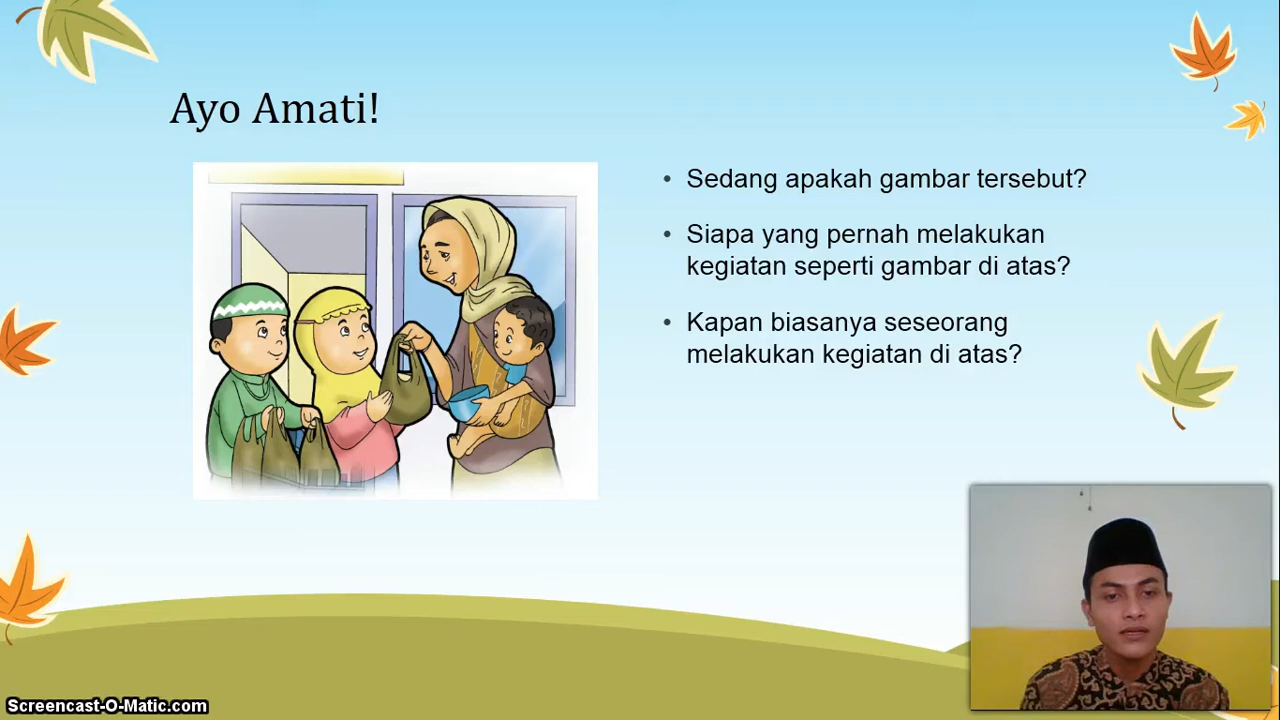 Ayo Amati!
• Sedang apakah gambar tersebut?
• Siapa yang pernah melakukan
kegiatan seperti gambar di atas?
• Kapan biasanya seseorang
melakukan kegiatan di atas?
Screencast-O-Matic.com